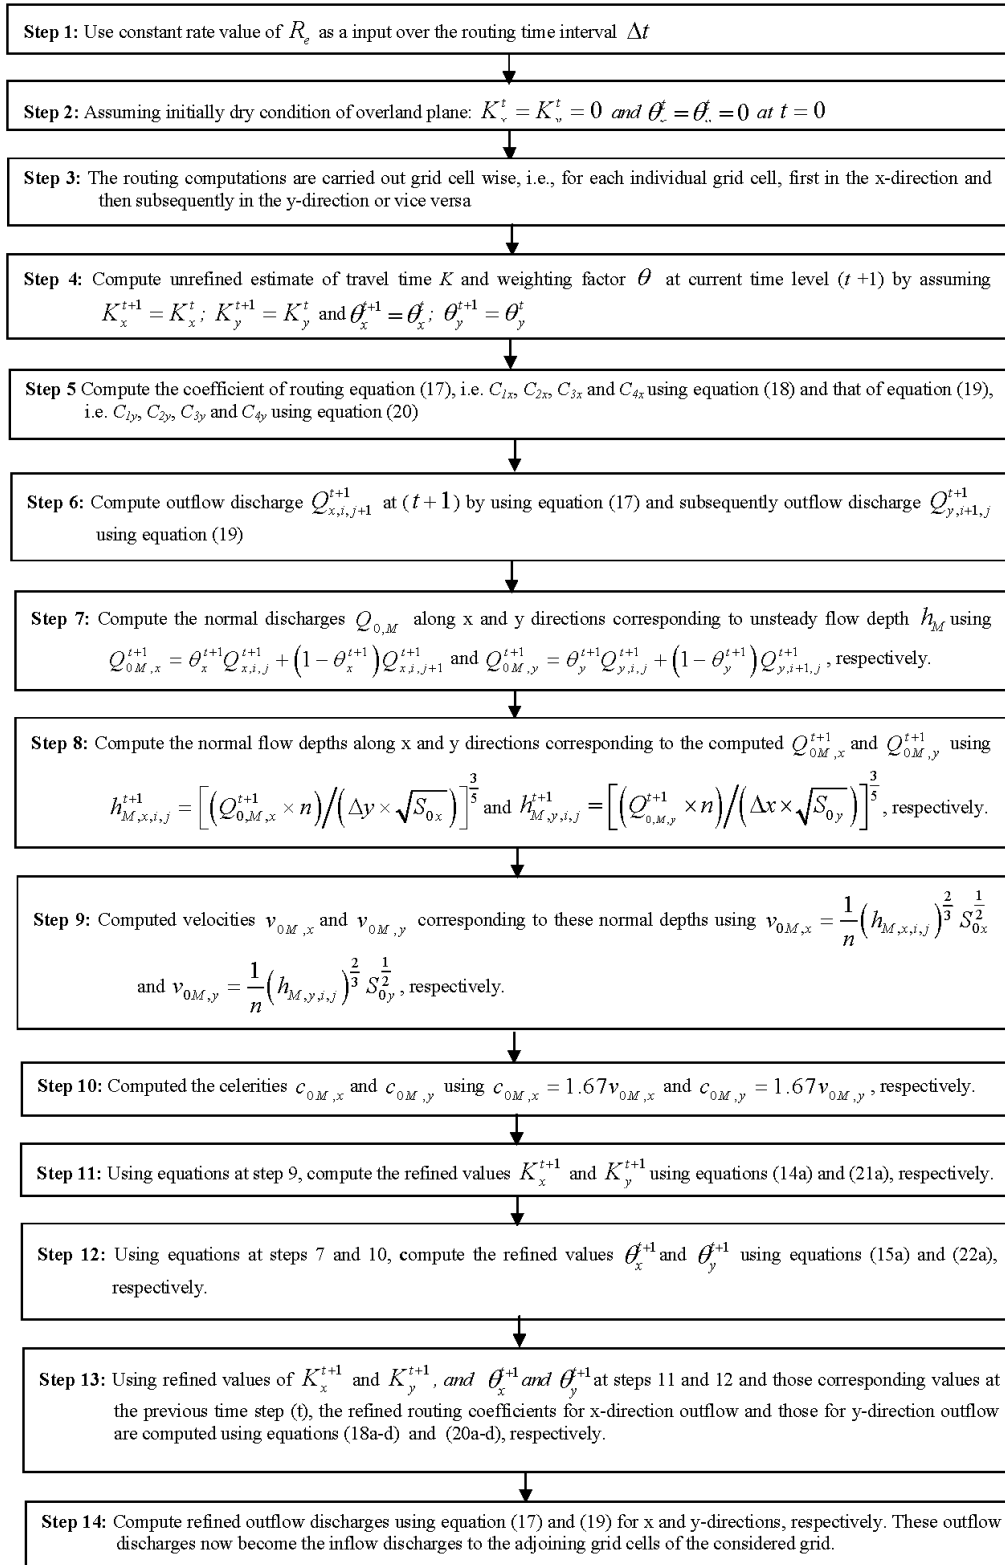 Step 1: Use constant rate value of R_e as a input over the routing time interval Δt
Step 2: Assuming initially dry condition of overland plane: K_x^t = K_y^t = 0 and θ_x^t = θ_y^t = 0 at t = 0
Step 3: The routing computations are carried out grid cell wise, i.e., for each individual grid cell, first in the x-direction and
then subsequently in the y-direction or vice versa
Step 4: Compute unrefined estimate of travel time K and weighting factor θ at current time level (t +1) by assuming
K_x^{t+1} = K_x^t ; K_y^{t+1} = K_y^t and θ_x^{t+1} = θ_x^t ; θ_y^{t+1} = θ_y^t
Step 5 Compute the coefficient of routing equation (17), i.e. C_{1x}, C_{2x}, C_{3x} and C_{4x} using equation (18) and that of equation (19),
i.e. C_{1y}, C_{2y}, C_{3y} and C_{4y} using equation (20)
Step 6: Compute outflow discharge Q_{x,i,j+1}^{t+1} at (t+1) by using equation (17) and subsequently outflow discharge Q_{y,i+1,j}^{t+1}
using equation (19)
Step 7: Compute the normal discharges Q_{0,M} along x and y directions corresponding to unsteady flow depth h_M using
Q_{0M,x}^{t+1} = θ_x^{t+1} Q_{x,i,j}^{t+1} + (1 - θ_x^{t+1}) Q_{x,i,j+1}^{t+1} and Q_{0M,y}^{t+1} = θ_y^{t+1} Q_{y,i,j}^{t+1} + (1 - θ_y^{t+1}) Q_{y,i+1,j}^{t+1} , respectively.
Step 8: Compute the normal flow depths along x and y directions corresponding to the computed Q_{0M,x}^{t+1} and Q_{0M,y}^{t+1} using
h_{M,x,i,j}^{t+1} = [(Q_{0,M,x}^{t+1} × n)/(Δy × √S_{0x})]^{3/5} and h_{M,y,i,j}^{t+1} = [(Q_{0,M,y}^{t+1} × n)/(Δx × √S_{0y})]^{3/5} , respectively.
Step 9: Computed velocities v_{0M,x} and v_{0M,y} corresponding to these normal depths using v_{0M,x} = 1/n (h_{M,x,i,j})^{2/3} S_{0x}^{1/2}
and v_{0M,y} = 1/n (h_{M,y,i,j})^{2/3} S_{0y}^{1/2} , respectively.
Step 10: Computed the celerities c_{0M,x} and c_{0M,y} using c_{0M,x} = 1.67v_{0M,x} and c_{0M,y} = 1.67v_{0M,y} , respectively.
Step 11: Using equations at step 9, compute the refined values K_x^{t+1} and K_y^{t+1} using equations (14a) and (21a), respectively.
Step 12: Using equations at steps 7 and 10, compute the refined values θ_x^{t+1} and θ_y^{t+1} using equations (15a) and (22a),
respectively.
Step 13: Using refined values of K_x^{t+1} and K_y^{t+1}, and θ_x^{t+1} and θ_y^{t+1} at steps 11 and 12 and those corresponding values at
the previous time step (t), the refined routing coefficients for x-direction outflow and those for y-direction outflow
are computed using equations (18a-d) and (20a-d), respectively.
Step 14: Compute refined outflow discharges using equation (17) and (19) for x and y-directions, respectively. These outflow
discharges now become the inflow discharges to the adjoining grid cells of the considered grid.